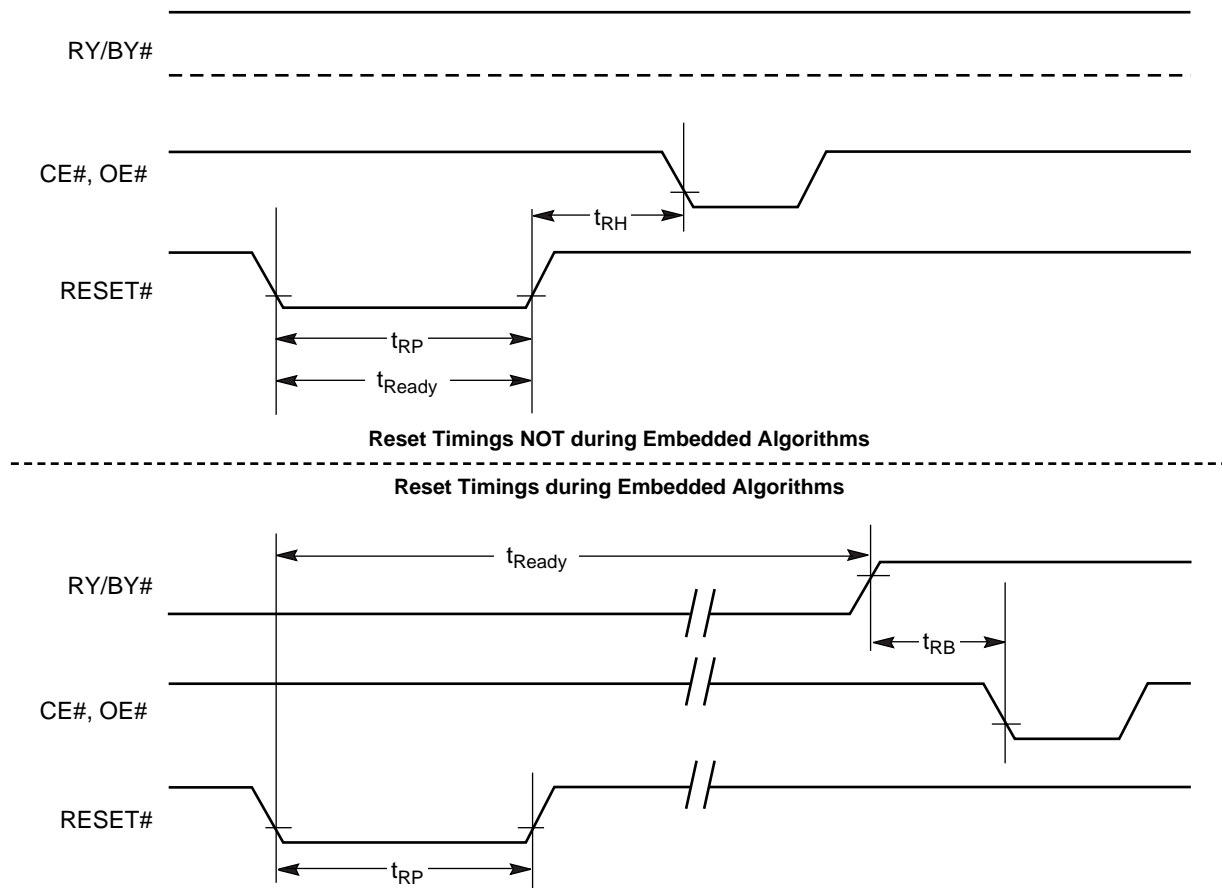 RY/BY#
CE#, OE#
tRH
RESET#
tRP
tReady
Reset Timings NOT during Embedded Algorithms
Reset Timings during Embedded Algorithms
tReady
RY/BY#
tRB
CE#, OE#
RESET#
tRP